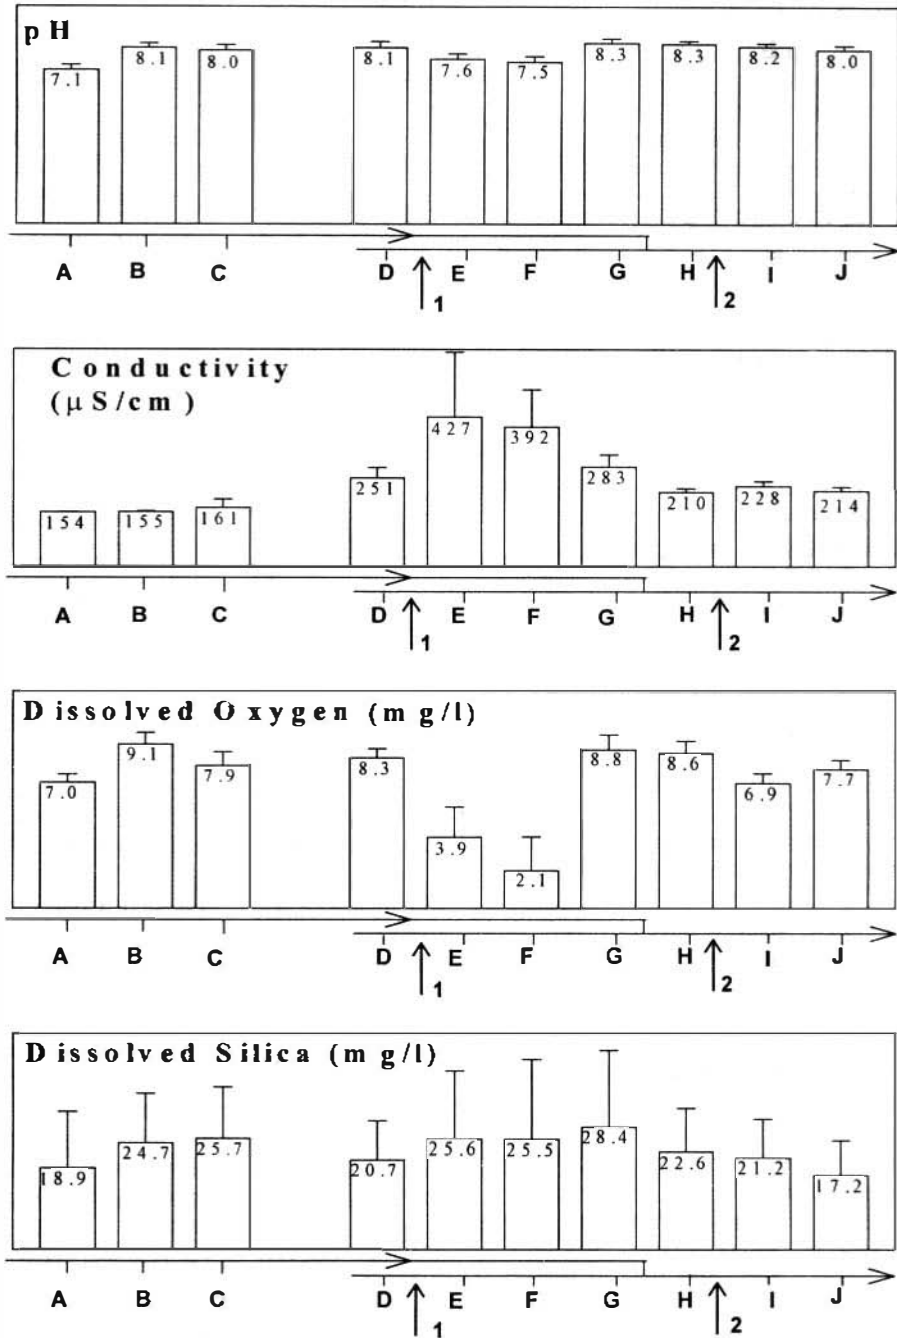 pH
7.1 8.1 8.0 8.1 7.6 7.5 8.3 8.3 8.2 8.0
A B C D E F G H I J
1 2
Conductivity
(μS/cm)
154 155 161 251 427 392 283 210 228 214
A B C D E F G H I J
1 2
Dissolved Oxygen (mg/l)
7.0 9.1 7.9 8.3 3.9 2.1 8.8 8.6 6.9 7.7
A B C D E F G H I J
1 2
Dissolved Silica (mg/l)
18.9 24.7 25.7 20.7 25.6 25.5 28.4 22.6 21.2 17.2
A B C D E F G H I J
1 2